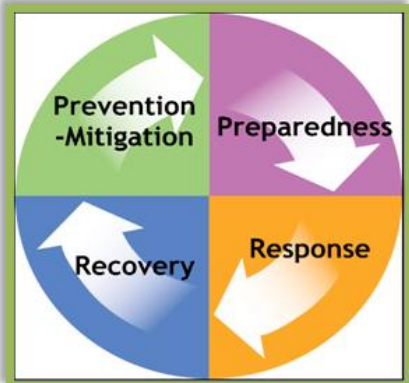 Prevention
-Mitigation
Preparedness
Recovery
Response